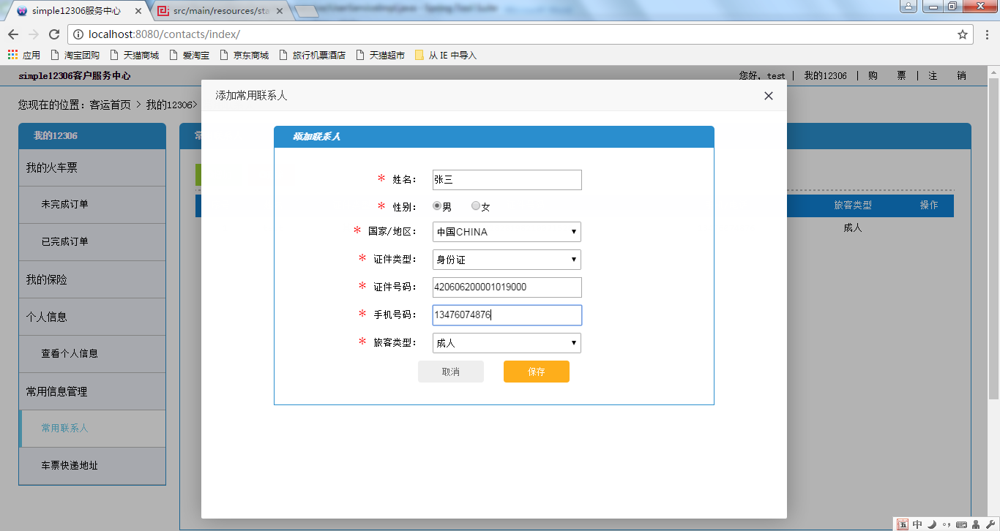 simple12306服务中心 src/main/resources/sta
localhost:8080/contacts/index/
应用 淘宝团购 天猫商城 爱淘宝 京东商城 旅行机票酒店 天猫超市 从 IE 中导入
simple12306客户服务中心 您好, test | 我的12306 | 购 票 | 注 销
您现在的位置：客运首页 > 我的12306>
添加常用联系人
我的12306
常
添加联系人
我的火车票
* 姓名： 张三
未完成订单
* 性别： 男 女
旅客类型 操作
* 国家/地区： 中国CHINA
成人
已完成订单
* 证件类型： 身份证
我的保险
* 证件号码： 420606200001019000
个人信息
* 手机号码： 13476074876
* 旅客类型： 成人
查看个人信息
取消 保存
常用信息管理
常用联系人
车票快递地址
五 中